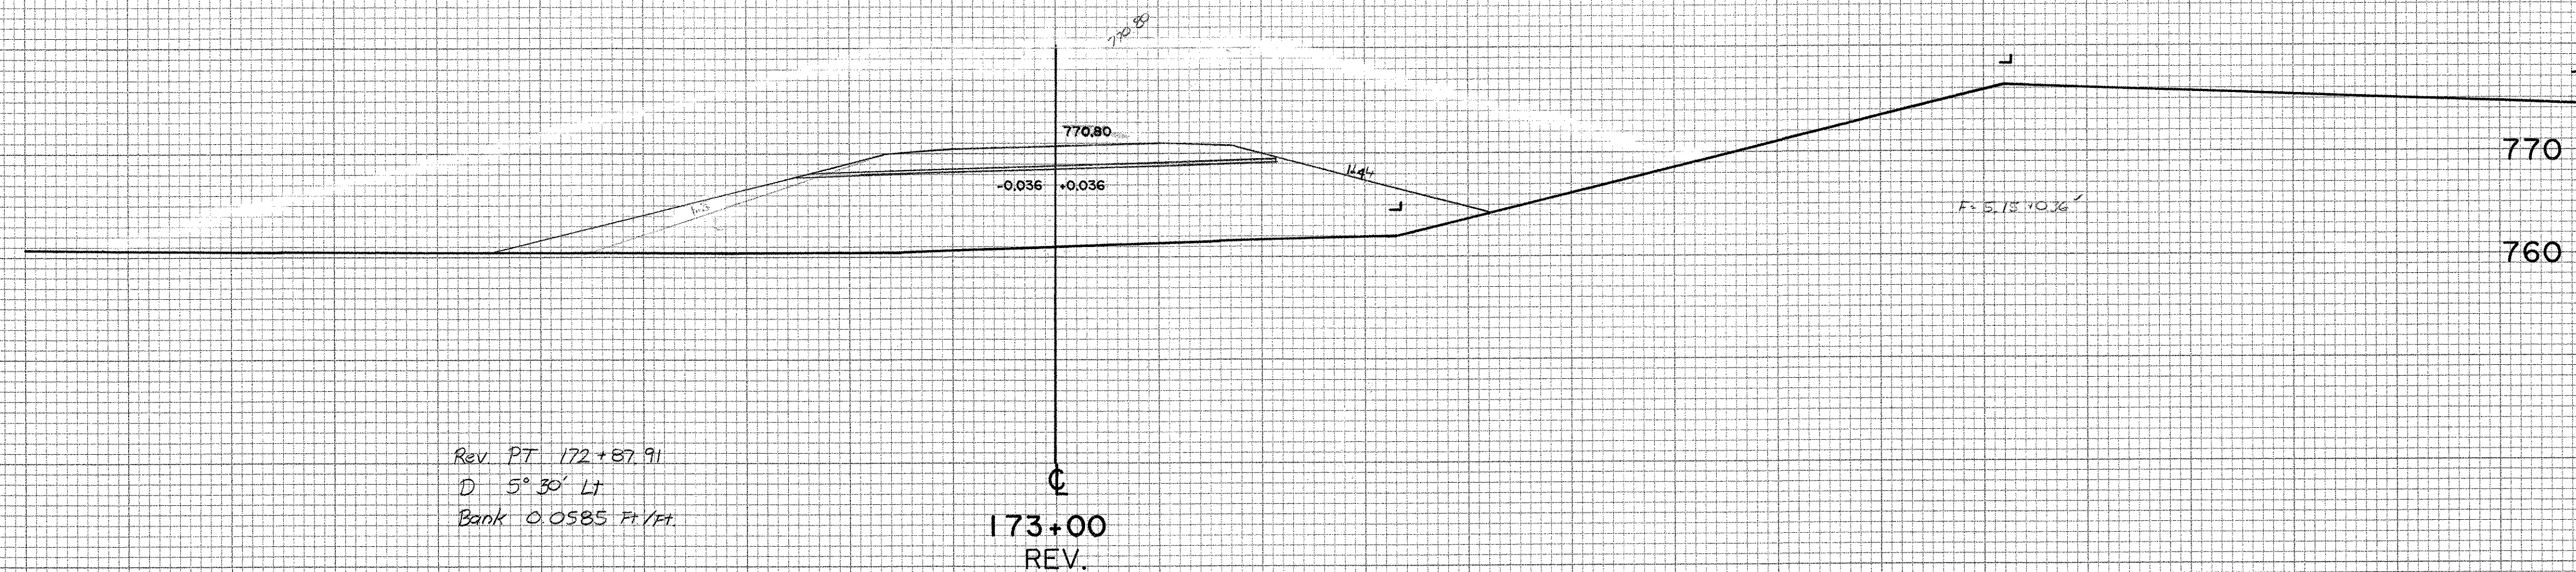 770.80
770.80
-0.036 +0.036
1:4
770
F= 5.15 +0.36'
760
Rev. PT 172+87.91
D 5°30' Lt
Bank 0.0585 Ft./Ft.
℄
173+00
REV.